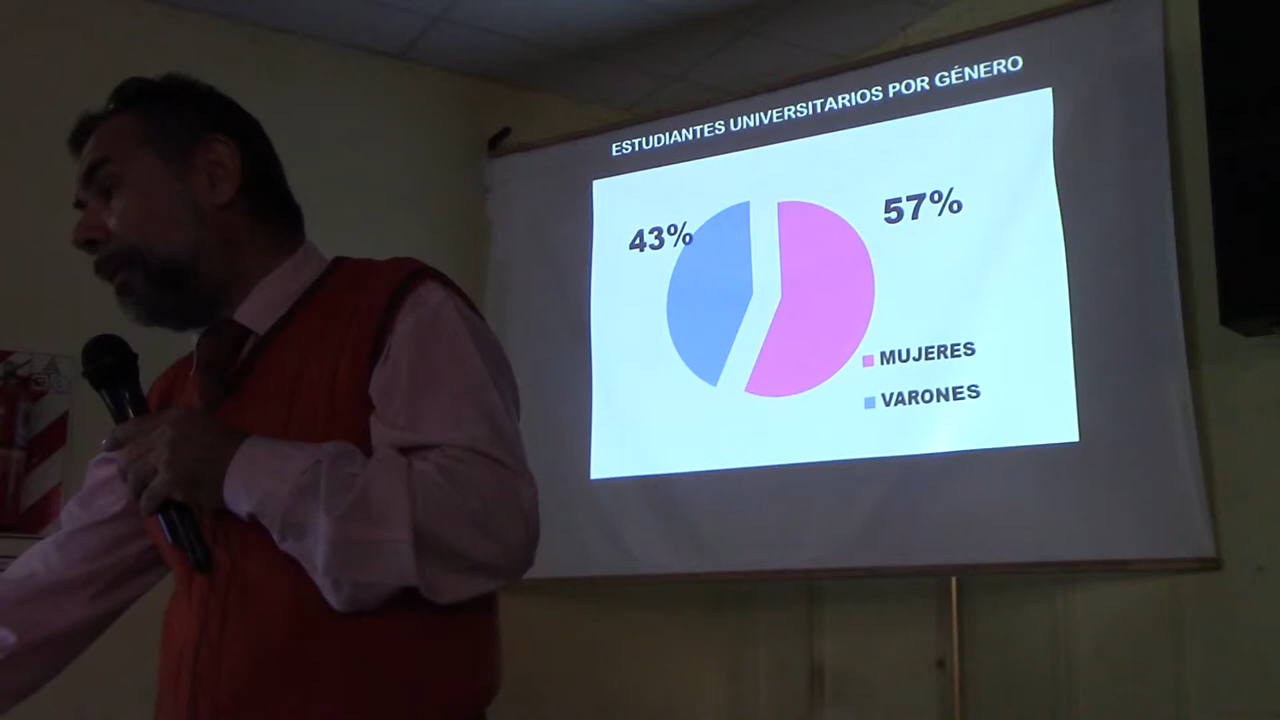 ESTUDIANTES UNIVERSITARIOS POR GÉNERO
43%
57%
MUJERES
VARONES